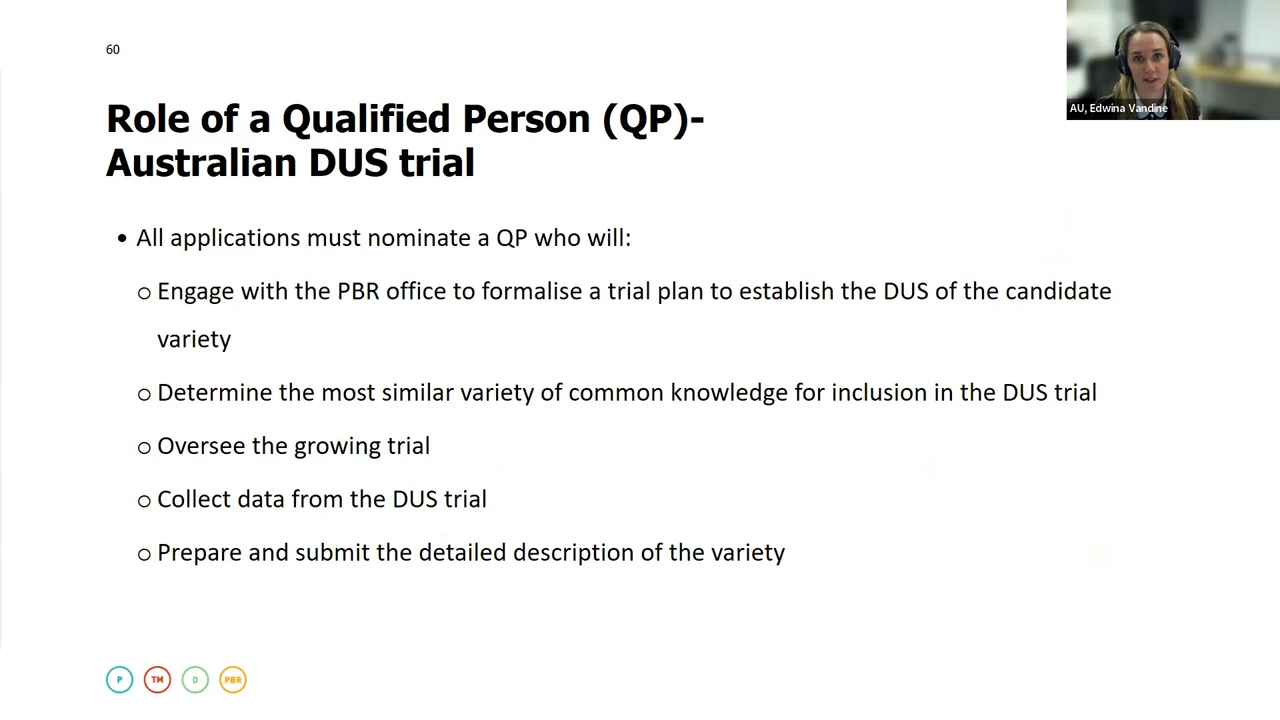 60
AU, Edwina Vandine
Role of a Qualified Person (QP)-
Australian DUS trial
• All applications must nominate a QP who will:
o Engage with the PBR office to formalise a trial plan to establish the DUS of the candidate
variety
o Determine the most similar variety of common knowledge for inclusion in the DUS trial
o Oversee the growing trial
o Collect data from the DUS trial
o Prepare and submit the detailed description of the variety
P TM D PBR